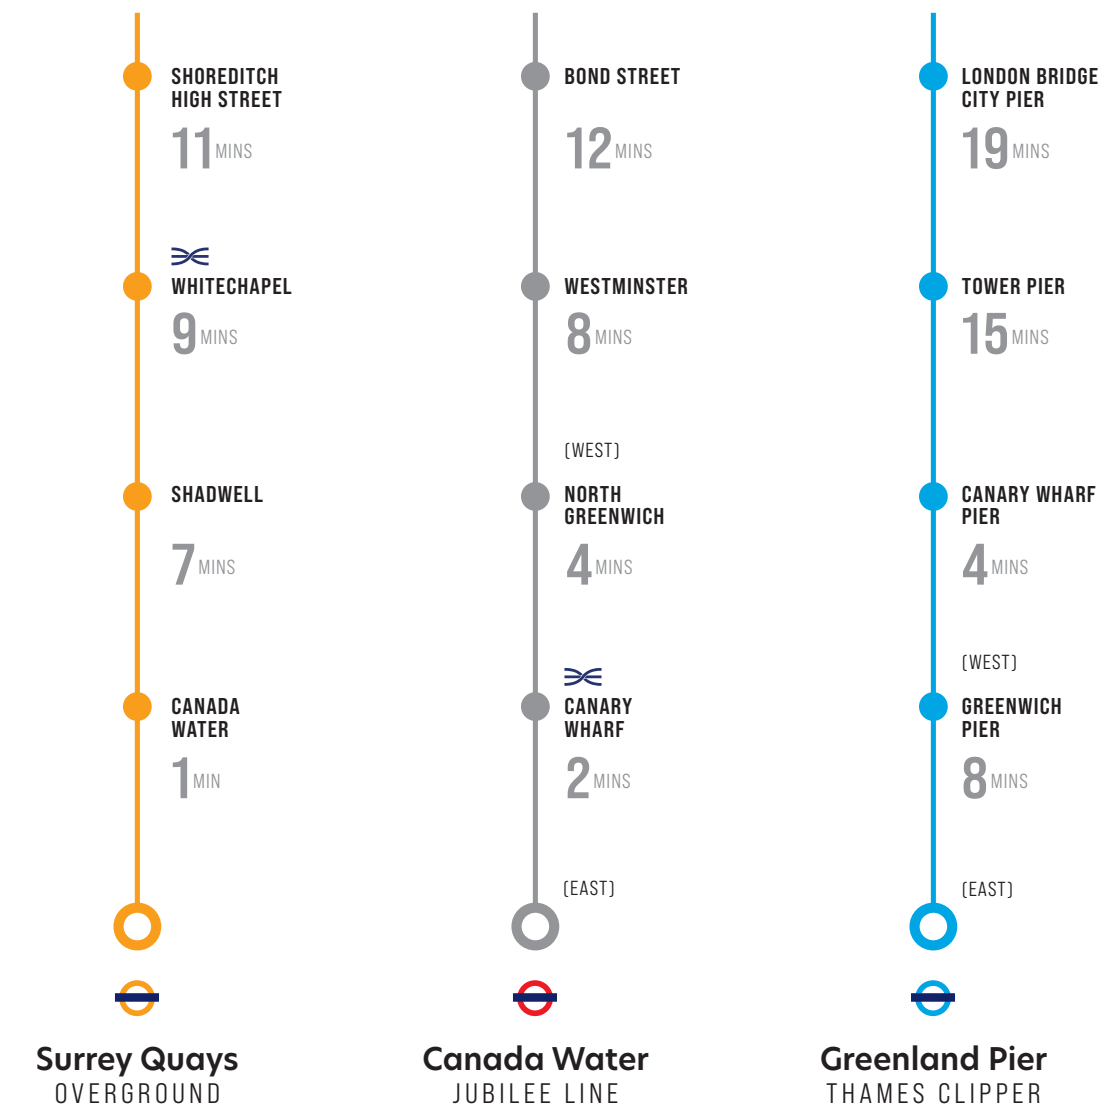 SHOREDITCH
HIGH STREET
11 MINS
WHITECHAPEL
9 MINS
SHADWELL
7 MINS
CANADA
WATER
1 MIN
Surrey Quays
OVERGROUND
BOND STREET
12 MINS
WESTMINSTER
8 MINS
(WEST)
NORTH
GREENWICH
4 MINS
CANARY
WHARF
2 MINS
(EAST)
Canada Water
JUBILEE LINE
LONDON BRIDGE
CITY PIER
19 MINS
TOWER PIER
15 MINS
CANARY WHARF
PIER
4 MINS
(WEST)
GREENWICH
PIER
8 MINS
(EAST)
Greenland Pier
THAMES CLIPPER